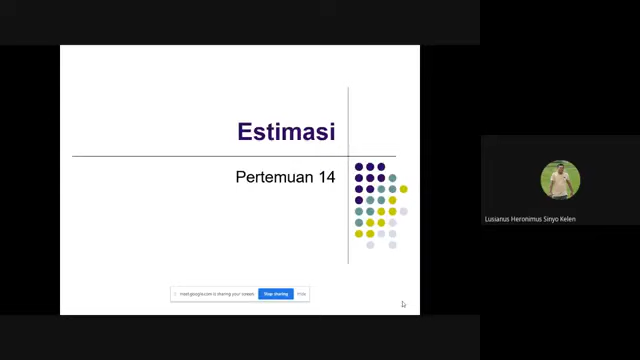 Estimasi
Pertemuan 14
meet.google.com is sharing your screen.
Stop sharing
Hide
Lusianus Heronimus Sinyo Kelen